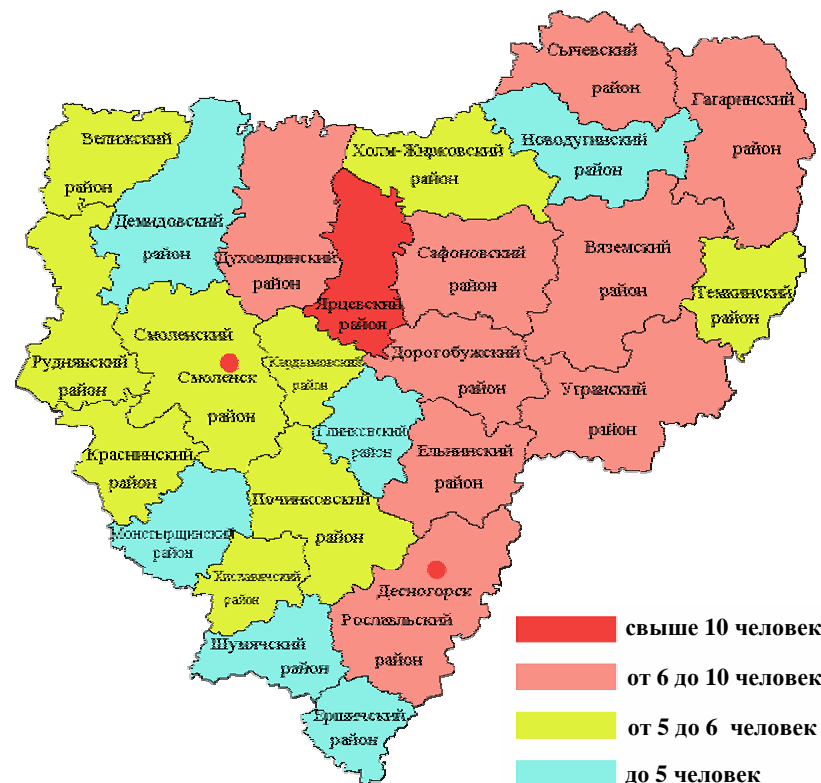 Сычевский
район
Гагаринский
район
Новодугинский
район
Велижский
район
Холм-Жирковский
район
Демидовский
район
Духовщинский
район
Сафоновский
район
Вяземский
район
Темкинский
район
Ярцевский
район
Смоленский
Смоленск
район
Руднянский
район
Кардымовский
район
Дорогобужский
район
Угранский
район
Глинковский
район
Краснинский
район
Ельнинский
район
Починковский
район
Монстырщинский
район
Хиславичский
район
Десногорск
Рославльский
район
Шумячский
район
Ершичский
район
свыше 10 человек
от 6 до 10 человек
от 5 до 6 человек
до 5 человек